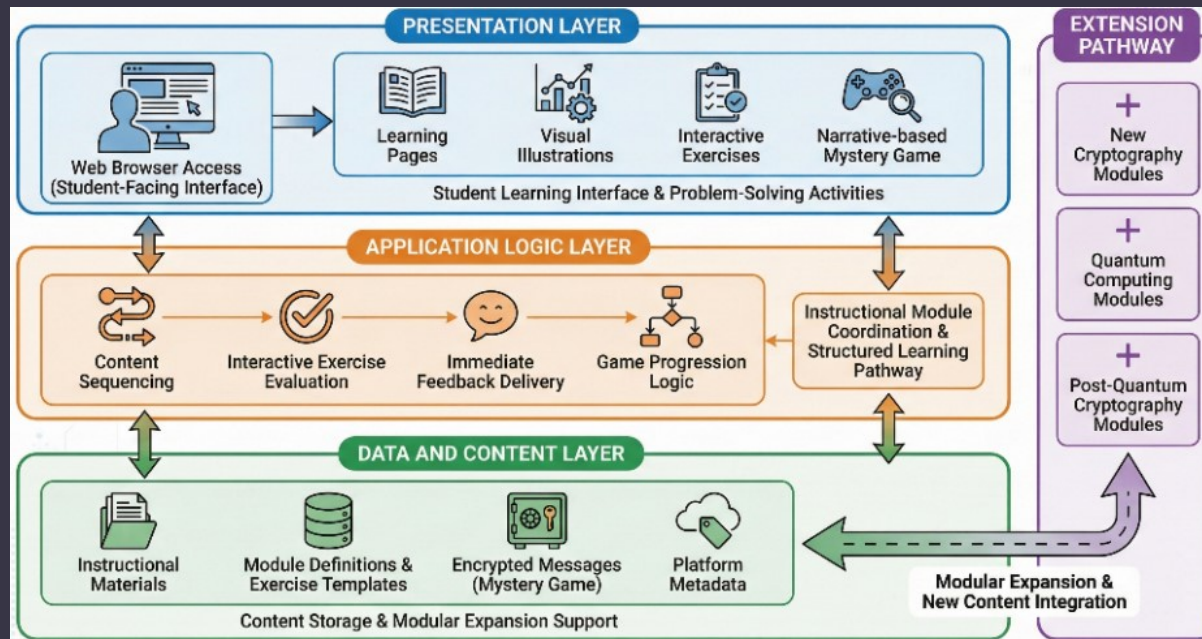 PRESENTATION LAYER
Web Browser Access
(Student-Facing Interface)
Learning
Pages
Visual
Illustrations
Interactive
Exercises
Narrative-based
Mystery Game
Student Learning Interface & Problem-Solving Activities
APPLICATION LOGIC LAYER
Content
Sequencing
Interactive Exercise
Evaluation
Immediate
Feedback Delivery
Game Progression
Logic
Instructional Module
Coordination &
Structured Learning
Pathway
DATA AND CONTENT LAYER
Instructional
Materials
Module Definitions &
Exercise Templates
Encrypted Messages
(Mystery Game)
Platform
Metadata
Content Storage & Modular Expansion Support
EXTENSION
PATHWAY
+
New
Cryptography
Modules
+
Quantum
Computing
Modules
+
Post-Quantum
Cryptography
Modules
Modular Expansion &
New Content Integration